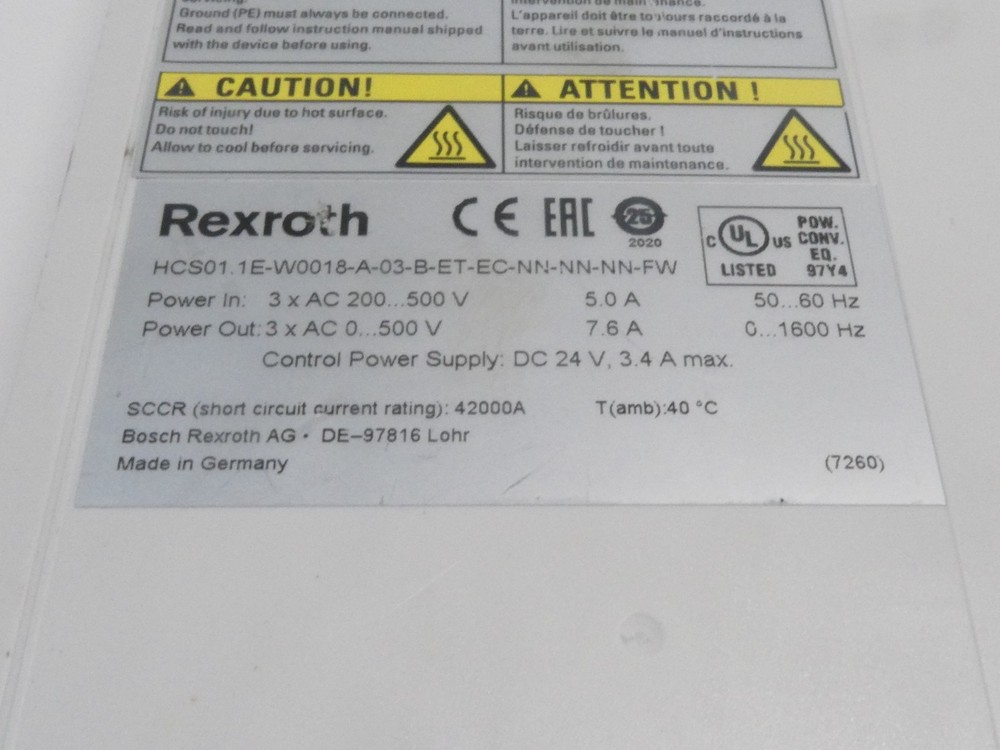 Ground (PE) must always be connected.
Read and follow instruction manual shipped
with the device before using.
L'appareil doit être toujours raccordé à la
terre. Lire et suivre le manuel d'instructions
avant utilisation.
CAUTION!
Risk of injury due to hot surface.
Do not touch!
Allow to cool before servicing.
ATTENTION !
Risque de brûlures.
Défense de toucher !
Laisser refroidir avant toute
intervention de maintenance.
Rexroth CE EAC 25
2020
C UL US LISTED
POW.
CONV.
EQ.
97Y4
HCS01.1E-W0018-A-03-B-ET-EC-NN-NN-NN-FW
Power In: 3 x AC 200...500 V 5.0 A 50...60 Hz
Power Out: 3 x AC 0...500 V 7.6 A 0...1600 Hz
Control Power Supply: DC 24 V, 3.4 A max.
SCCR (short circuit current rating): 42000A T(amb):40 °C
Bosch Rexroth AG • DE–97816 Lohr
Made in Germany (7260)